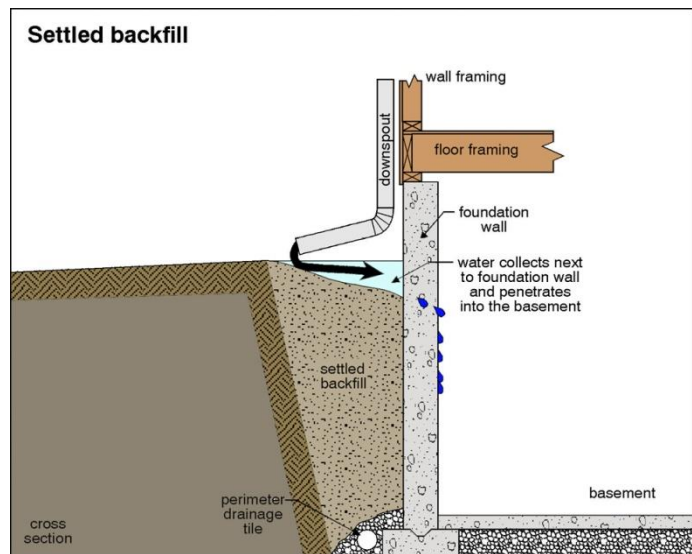 Settled backfill
wall framing
downspout
floor framing
foundation
wall
water collects next
to foundation wall
and penetrates
into the basement
settled
backfill
perimeter
drainage
tile
basement
cross
section